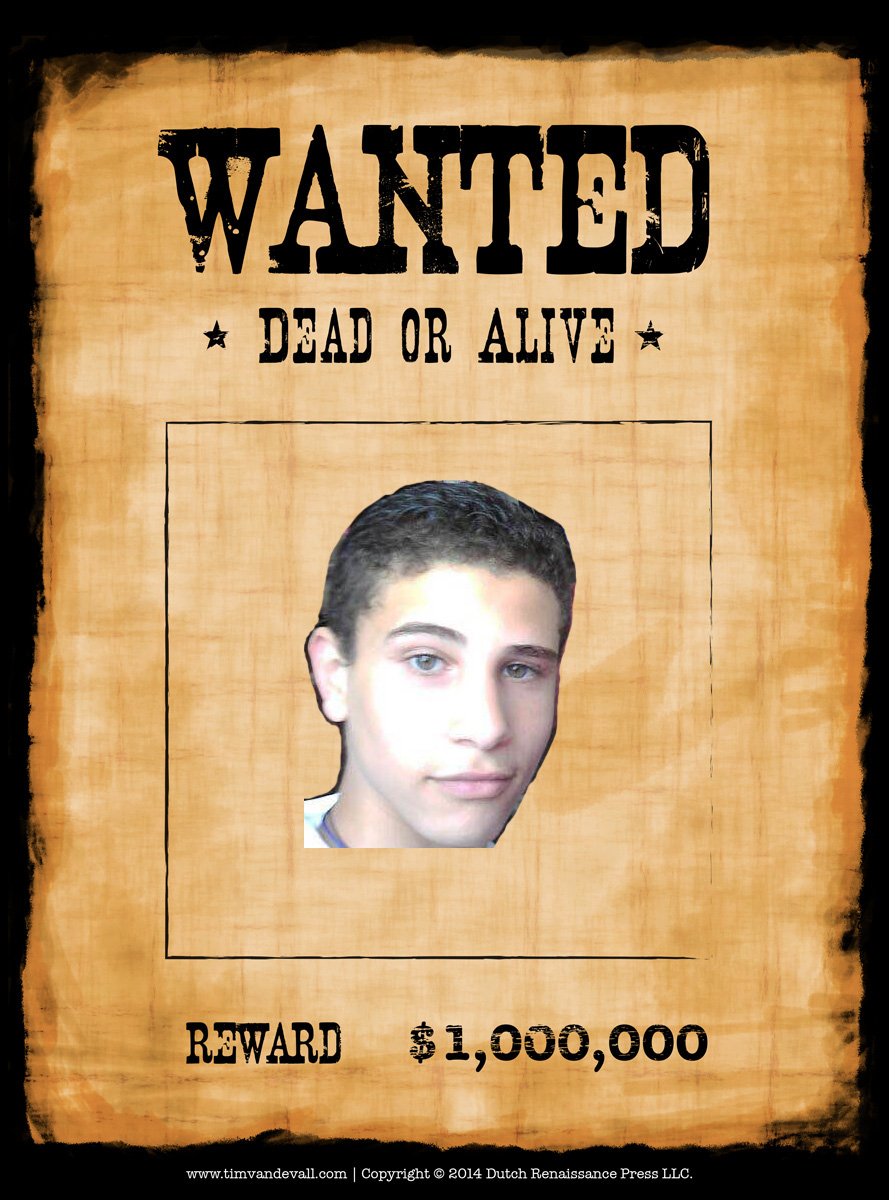 WANTED
★ DEAD OR ALIVE ★
REWARD $1,000,000
www.timvandevall.com | Copyright © 2014 Dutch Renaissance Press LLC.